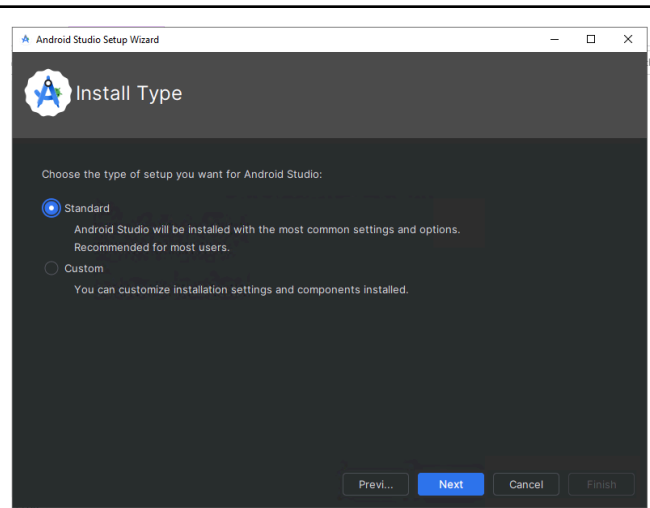 Android Studio Setup Wizard
Install Type
Choose the type of setup you want for Android Studio:
Standard
Android Studio will be installed with the most common settings and options.
Recommended for most users.
Custom
You can customize installation settings and components installed.
Previ... Next Cancel Finish